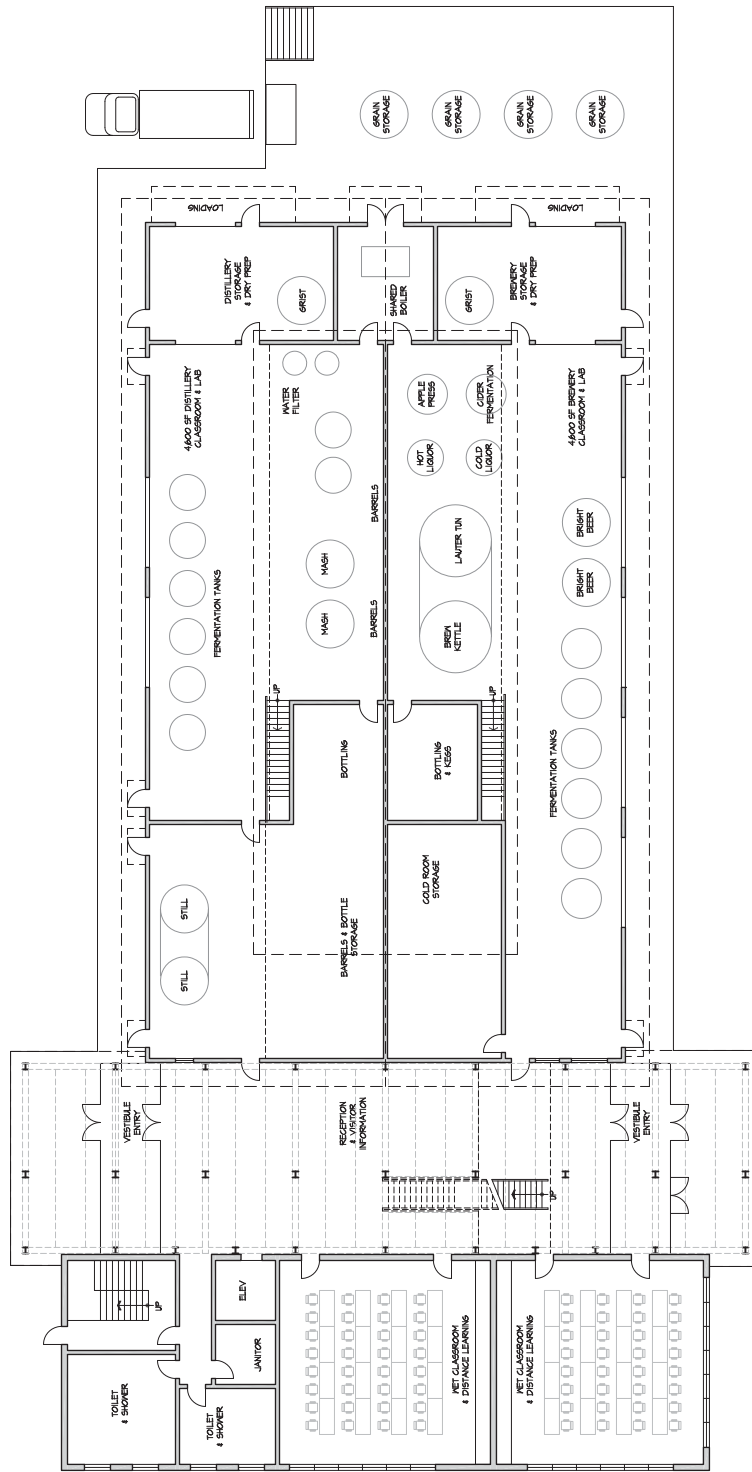 GRAIN
STORAGE
GRAIN
STORAGE
GRAIN
STORAGE
GRAIN
STORAGE
LOADING
LOADING
DISTILLERY
STORAGE
& DRY PREP
GRIST
SHARED
BOILER
GRIST
BREWERY
STORAGE
& DRY PREP
4,600 SF DISTILLERY
CLASSROOM & LAB
WATER
FILTER
APPLE
PRESS
CIDER
FERMENTATION
4,600 SF BREWERY
CLASSROOM & LAB
HOT
LIQUOR
COLD
LIQUOR
BARRELS
LAUTER TUN
BRIGHT
BEER
MASH
BRIGHT
BEER
FERMENTATION TANKS
MASH
BARRELS
BREW
KETTLE
UP
UP
BOTTLING
BOTTLING
& KEGS
FERMENTATION TANKS
STILL
COLD ROOM
STORAGE
BARRELS & BOTTLE
STORAGE
STILL
VESTIBULE
ENTRY
RECEPTION
& VISITOR
INFORMATION
VESTIBULE
ENTRY
UP
UP
ELEV
JANITOR
WET CLASSROOM
& DISTANCE LEARNING
WET CLASSROOM
& DISTANCE LEARNING
TOILET
& SHOWER
TOILET
& SHOWER